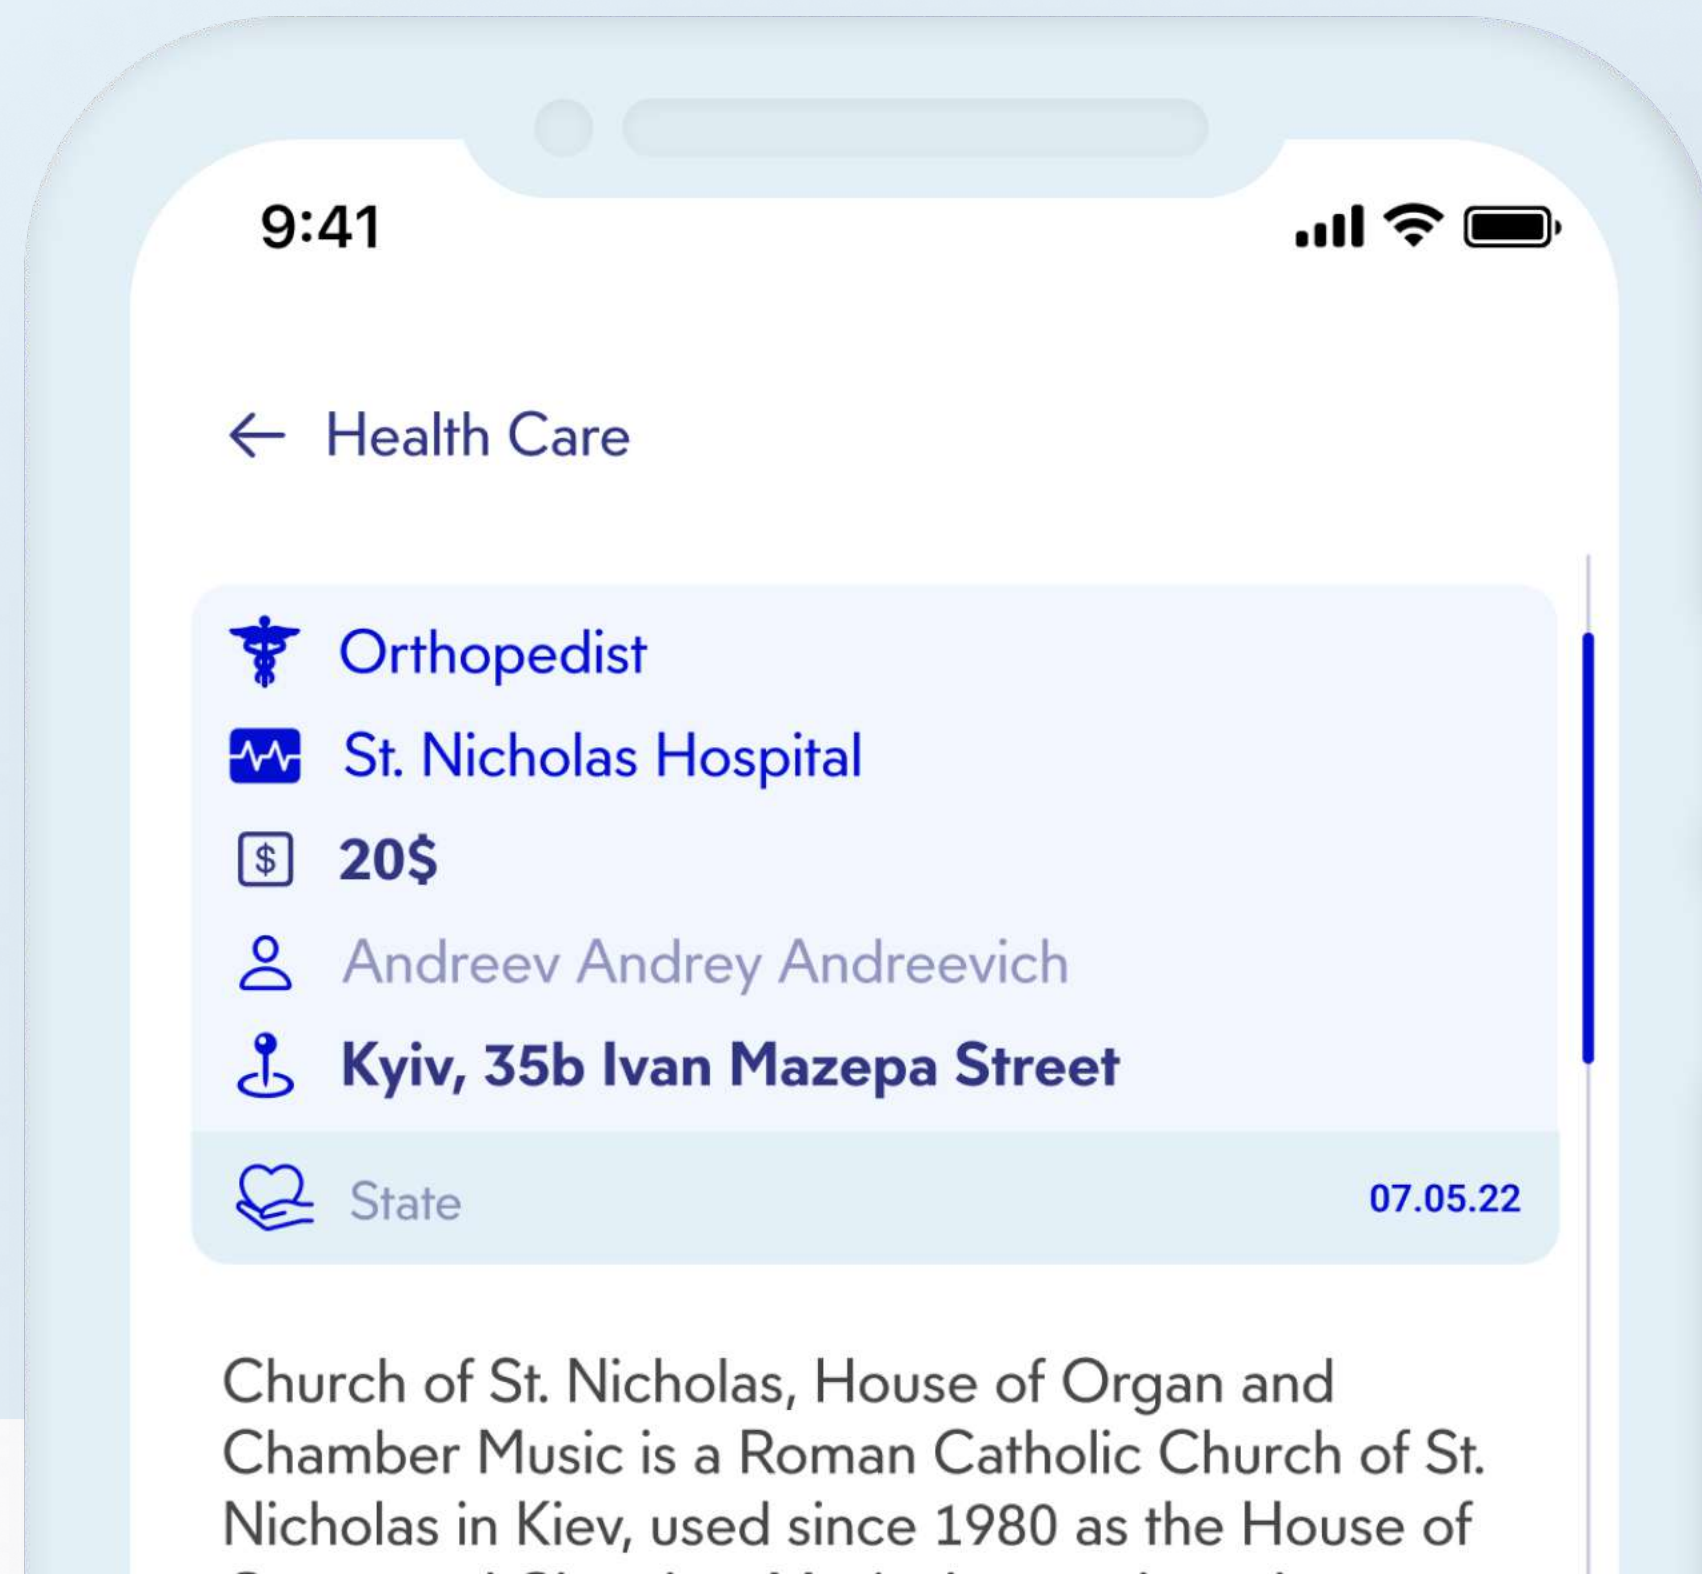 9:41
Health Care
Orthopedist
St. Nicholas Hospital
$ 20$
Andreev Andrey Andreevich
Kyiv, 35b Ivan Mazepa Street
State 07.05.22
Church of St. Nicholas, House of Organ and
Chamber Music is a Roman Catholic Church of St.
Nicholas in Kiev, used since 1980 as the House of